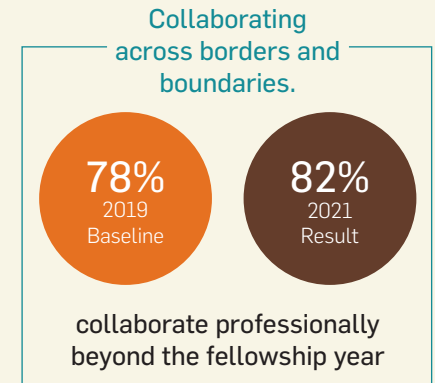 Collaborating
across borders and
boundaries.
78%
2019
Baseline
82%
2021
Result
collaborate professionally
beyond the fellowship year